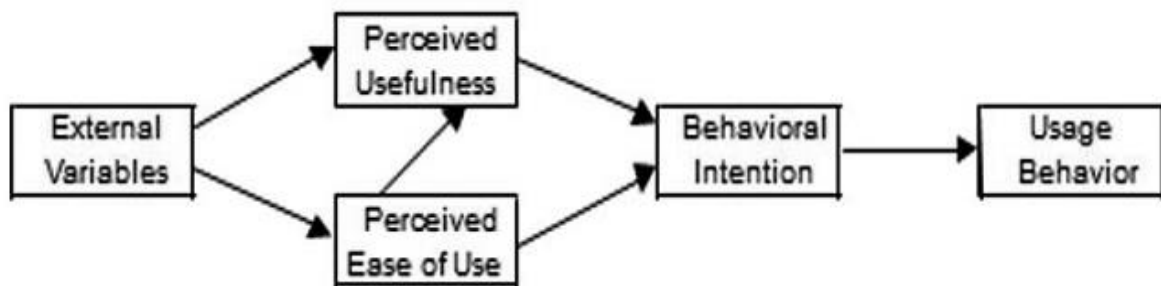 Perceived
Usefulness
External
Variables
Behavioral
Intention
Usage
Behavior
Perceived
Ease of Use